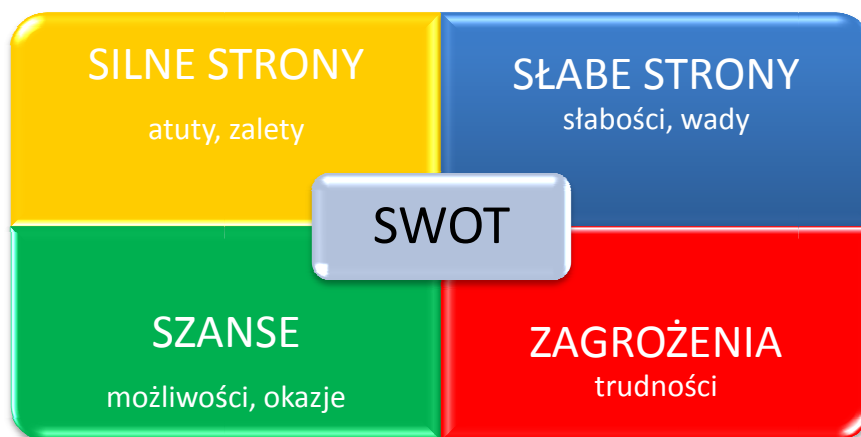 SILNE STRONY
atuty, zalety
SŁABE STRONY
słabości, wady
SWOT
SZANSE
możliwości, okazje
ZAGROŻENIA
trudności